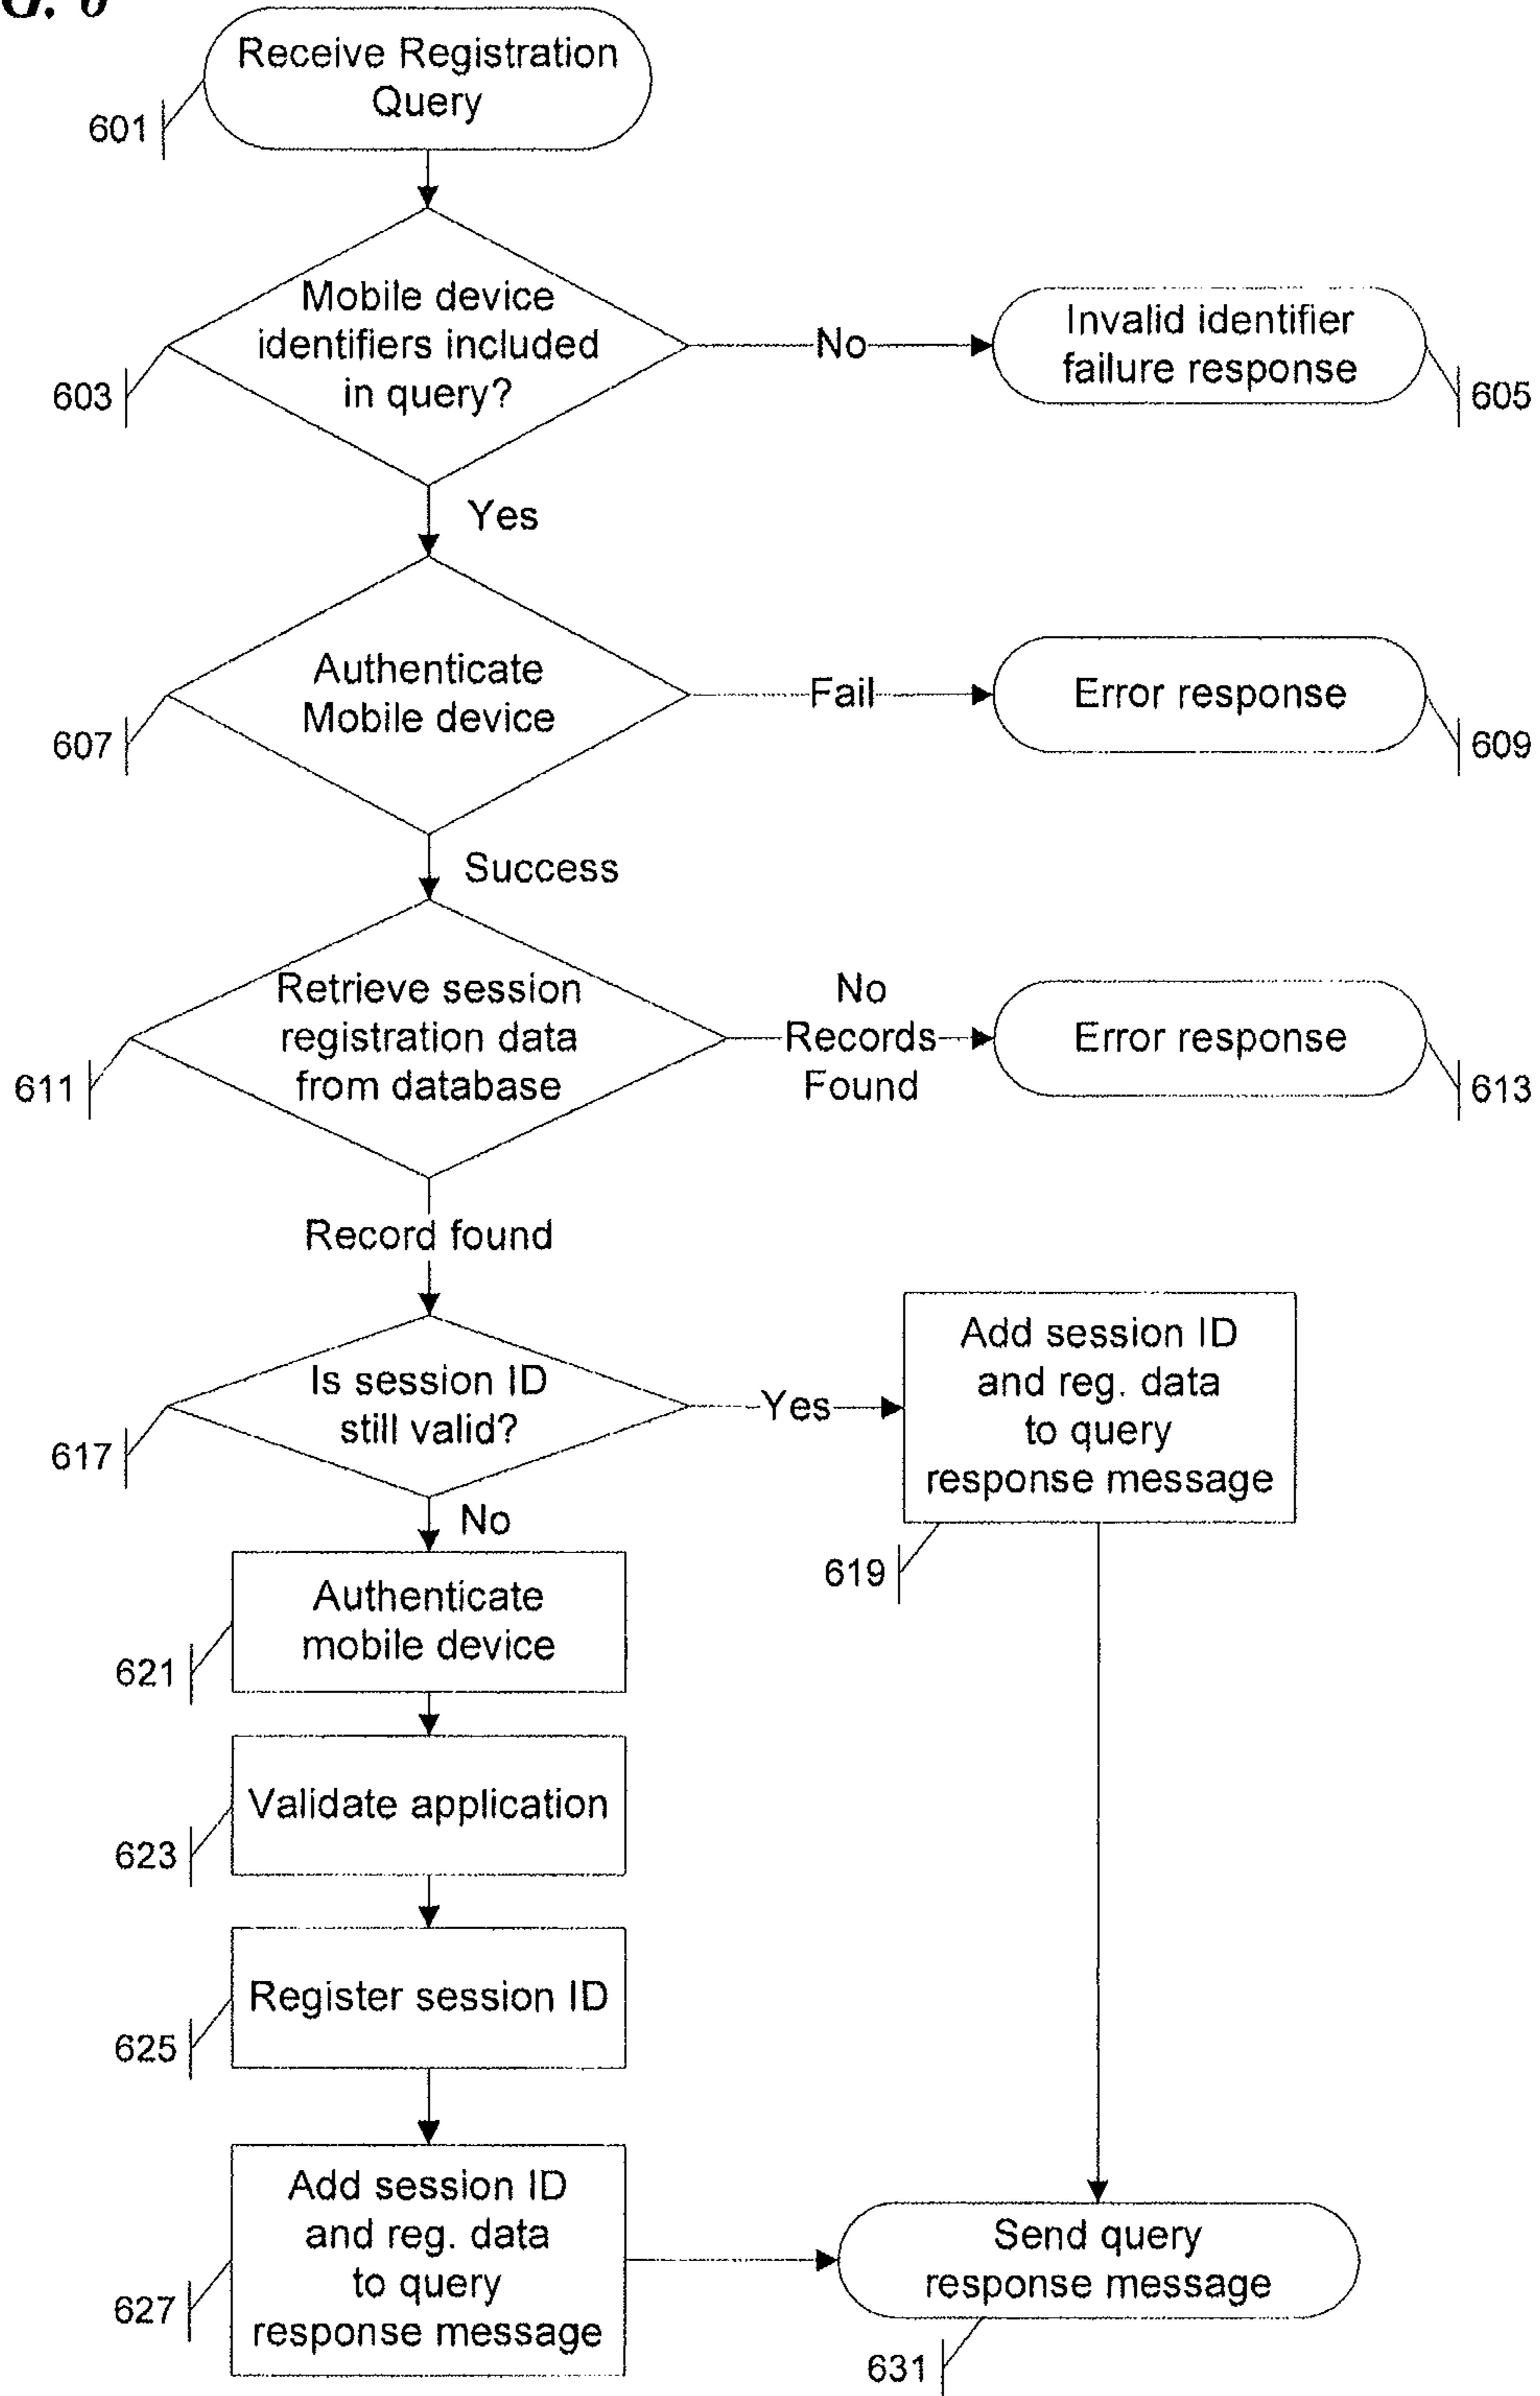 G. 6
Receive Registration
Query
601
Mobile device
identifiers included
in query?
603
No
Invalid identifier
failure response
605
Yes
Authenticate
Mobile device
607
Fail
Error response
609
Success
Retrieve session
registration data
from database
611
No
Records
Found
Error response
613
Record found
Is session ID
still valid?
617
Yes
Add session ID
and reg. data
to query
response message
619
No
Authenticate
mobile device
621
Validate application
623
Register session ID
625
Add session ID
and reg. data
to query
response message
627
Send query
response message
631